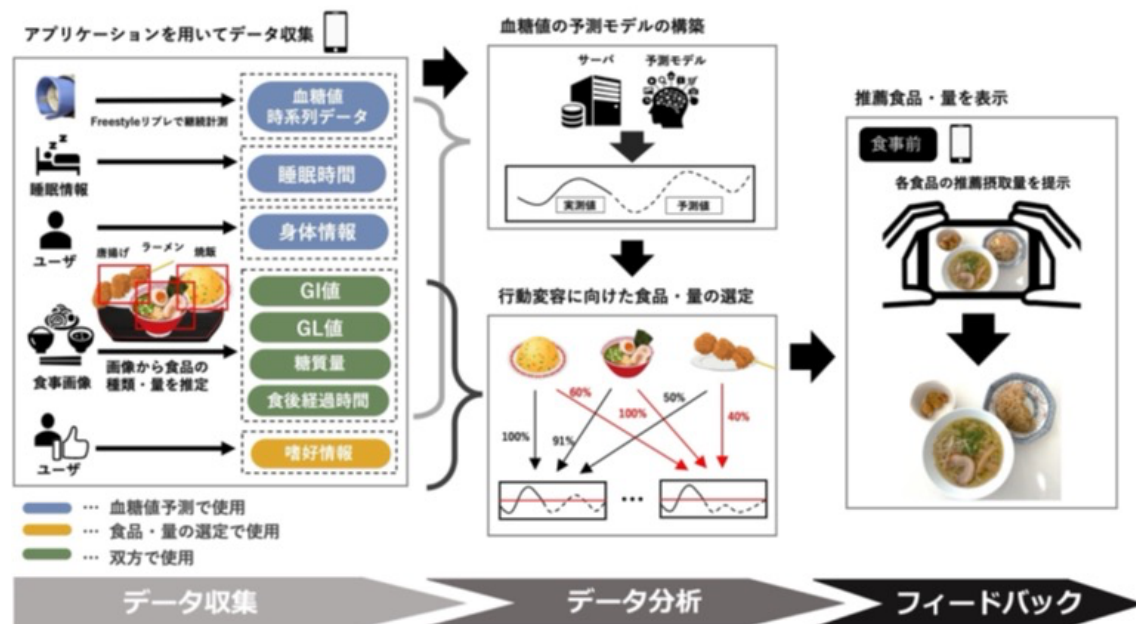 アプリケーションを用いてデータ収集
Freestyleリブレで継続計測
血糖値
時系列データ
睡眠情報
睡眠時間
ユーザ
身体情報
唐揚げ
ラーメン
焼飯
GI値
GL値
糖質量
食後経過時間
食事画像
画像から食品の
種類・量を推定
ユーザ
嗜好情報
… 血糖値予測で使用
… 食品・量の選定で使用
… 双方で使用
血糖値の予測モデルの構築
サーバ
予測モデル
実測値
予測値
行動変容に向けた食品・量の選定
60%
50%
100%
40%
100%
91%
…
推薦食品・量を表示
食事前
各食品の推薦摂取量を提示
データ収集
データ分析
フィードバック